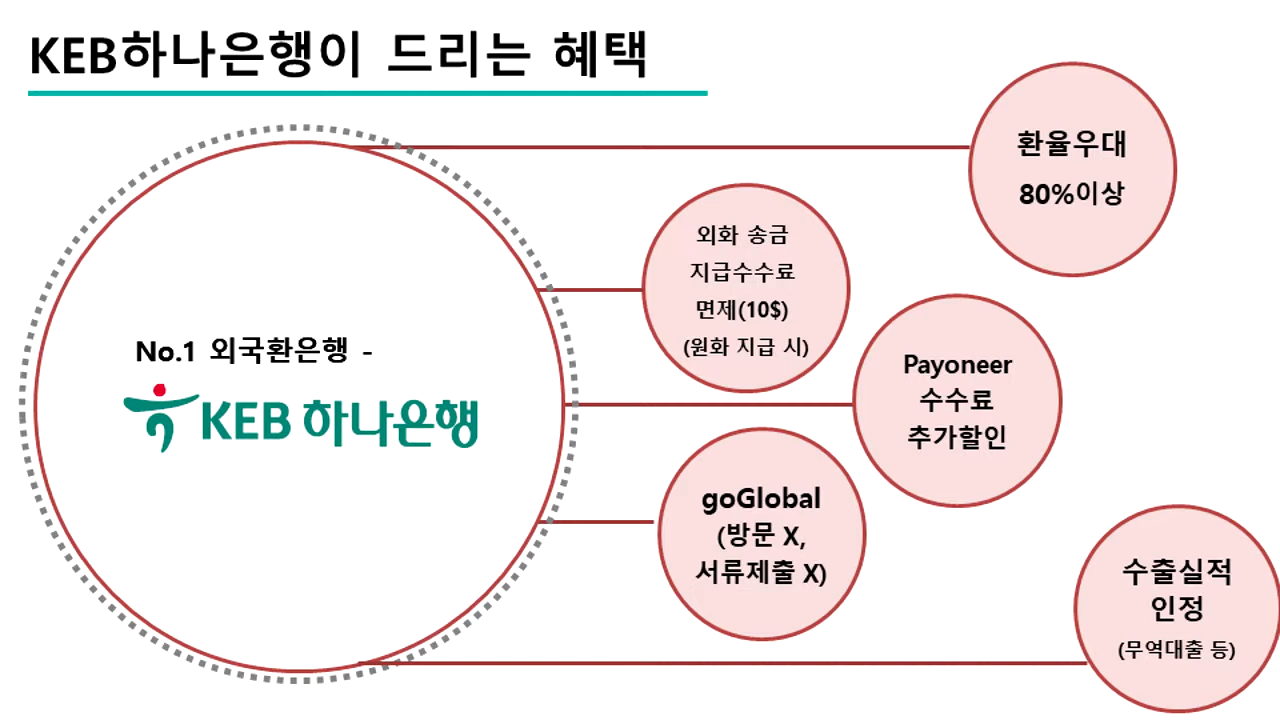 KEB하나은행이 드리는 혜택
No.1 외국환은행 -
KEB 하나은행
환율우대
80%이상
외화 송금
지급수수료
면제(10$)
(원화 지급 시)
Payoneer
수수료
추가할인
goGlobal
(방문 X,
서류제출 X)
수출실적
인정
(무역대출 등)